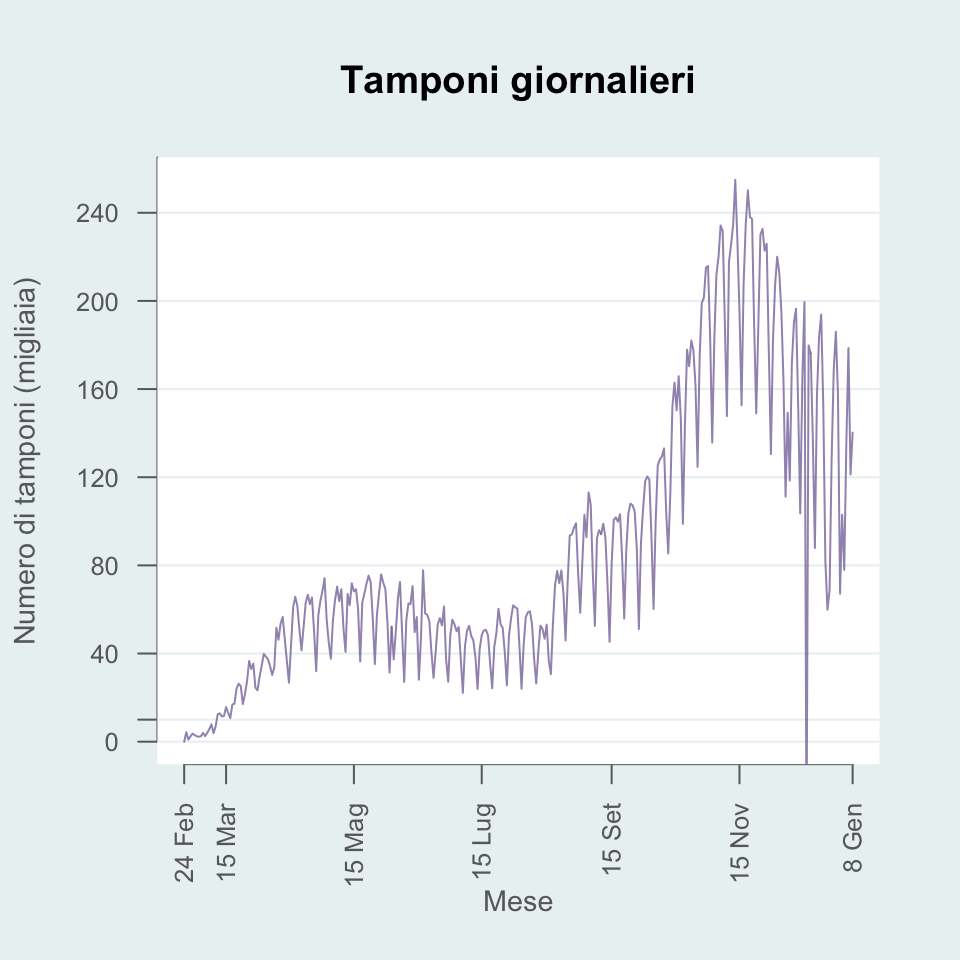 Tamponi giornalieri
Numero di tamponi (migliaia)
240
200
160
120
80
40
0
24 Feb
15 Mar
15 Mag
15 Lug
15 Set
15 Nov
8 Gen
Mese